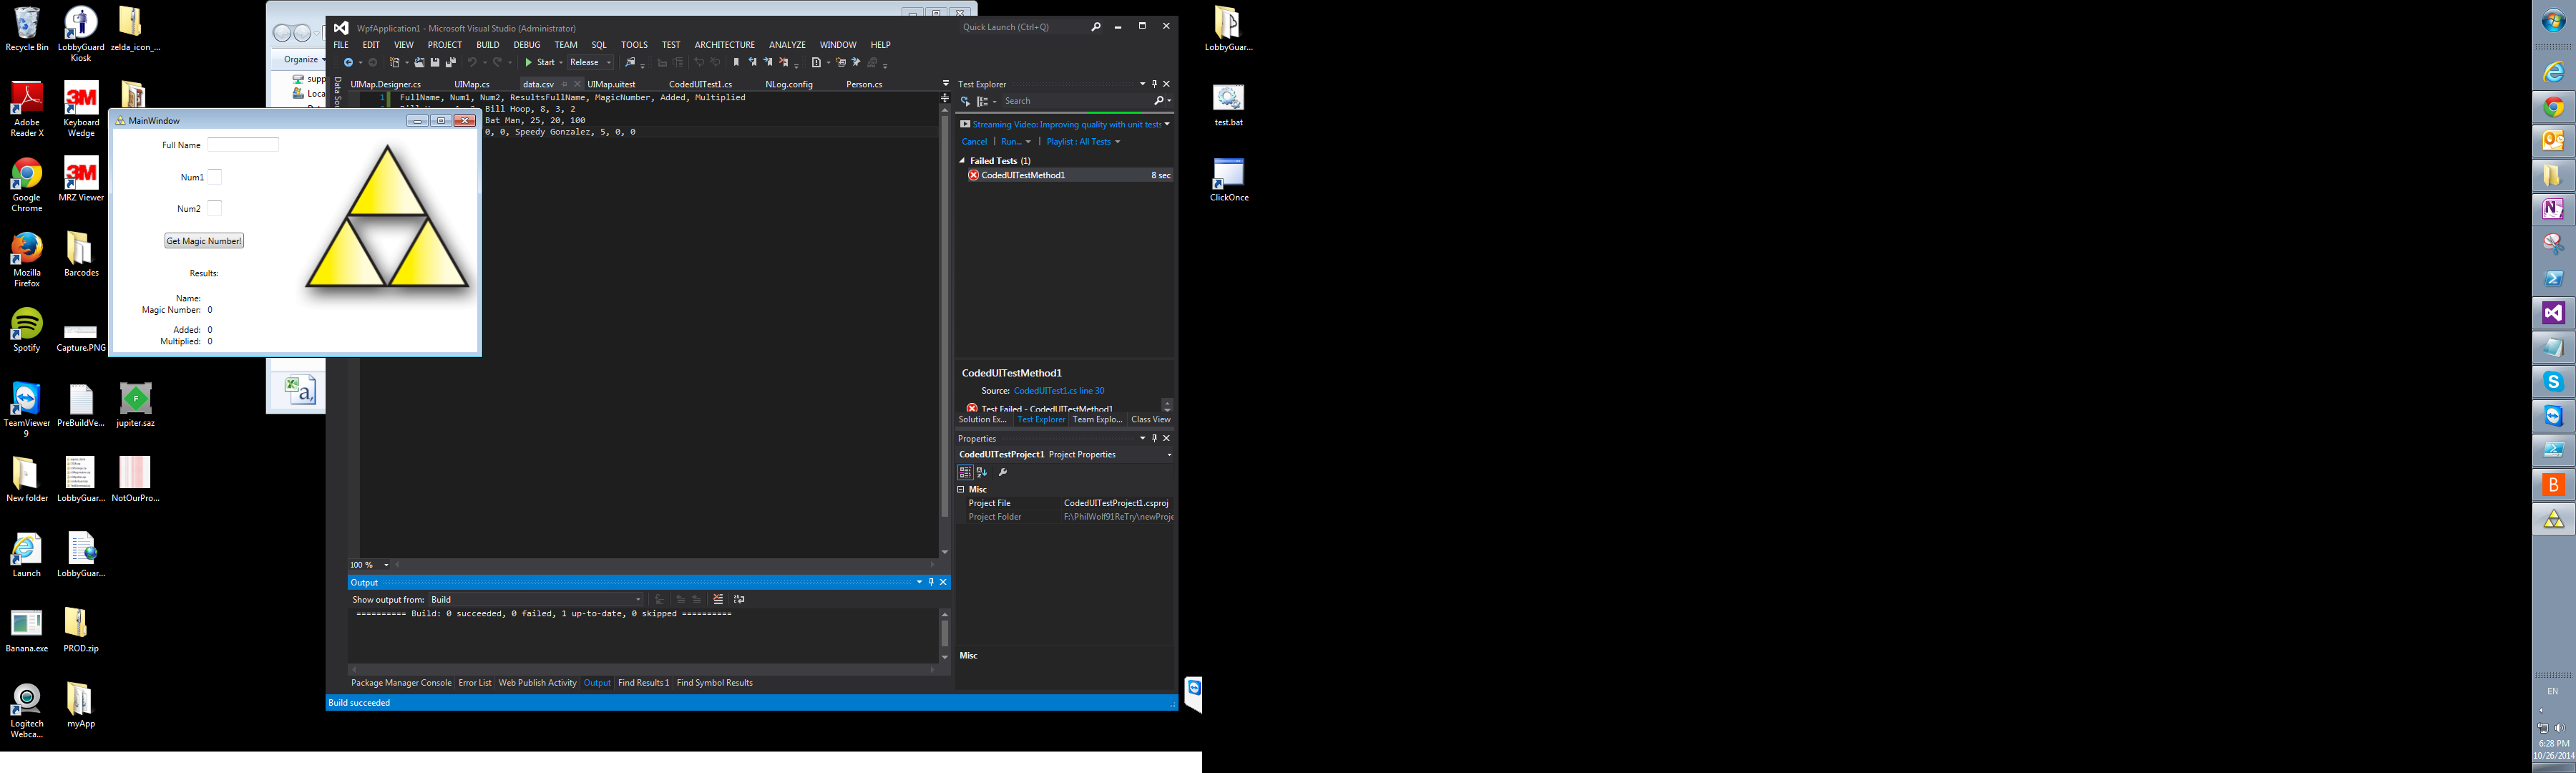 Recycle Bin
LobbyGuard Kiosk
zelda_icon_...
Adobe Reader X
Keyboard Wedge
Google Chrome
MRZ Viewer
Mozilla Firefox
Barcodes
Spotify
Capture.PNG
TeamViewer 9
PreBuildVe...
jupiter.saz
New folder
LobbyGuar...
NotOurPro...
Launch
LobbyGuar...
Banana.exe
PROD.zip
Logitech Webca...
myApp
Organize
supp
Loca
MainWindow
Full Name
Num1
Num2
Get Magic Number!
Results:
Name:
Magic Number: 0
Added: 0
Multiplied: 0
WpfApplication1 - Microsoft Visual Studio (Administrator)
Quick Launch (Ctrl+Q)
FILE EDIT VIEW PROJECT BUILD DEBUG TEAM SQL TOOLS TEST ARCHITECTURE ANALYZE WINDOW HELP
Start Release
Data So
UIMap.Designer.cs UIMap.cs data.csv UIMap.uitest CodedUITest1.cs NLog.config Person.cs
1 FullName, Num1, Num2, ResultsFullName, MagicNumber, Added, Multiplied
Bill Hoop, 8, 3, 2
Bat Man, 25, 20, 100
0, 0, Speedy Gonzalez, 5, 0, 0
100 %
Output
Show output from: Build
========== Build: 0 succeeded, 0 failed, 1 up-to-date, 0 skipped ==========
Package Manager Console Error List Web Publish Activity Output Find Results 1 Find Symbol Results
Build succeeded
Test Explorer
Search
Streaming Video: Improving quality with unit tests
Cancel | Run... | Playlist : All Tests
Failed Tests (1)
CodedUITestMethod1 8 sec
CodedUITestMethod1
Source: CodedUITest1.cs line 30
Test Failed - CodedUITestMethod1
Solution Ex... Test Explorer Team Explo... Class View
Properties
CodedUITestProject1 Project Properties
Misc
Project File CodedUITestProject1.csproj
Project Folder F:\PhilWolf91ReTry\newProje
Misc
LobbyGuar...
test.bat
ClickOnce
EN
6:28 PM
10/26/2014